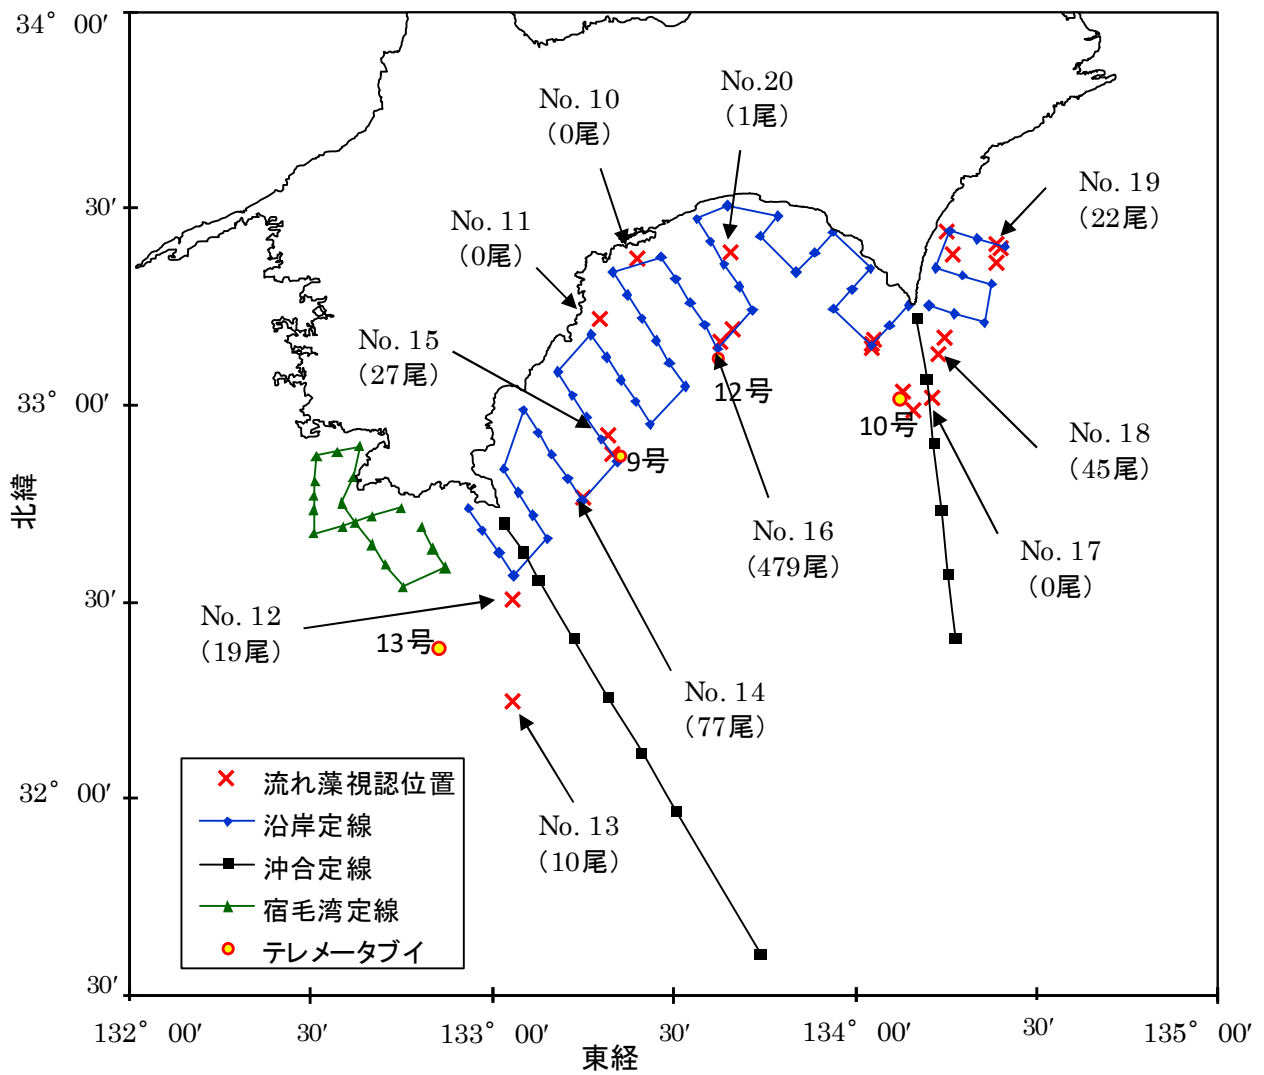 34° 00′
No. 20
（1尾）
No. 10
（0尾）
No. 19
（22尾）
30′
No. 11
（0尾）
No. 15
（27尾）
12号
33° 00′
10号
No. 18
（45尾）
9号
北緯
No. 16
（479尾）
No. 17
（0尾）
30′
No. 12
（19尾）
13号
No. 14
（77尾）
流れ藻視認位置
32° 00′
沿岸定線
No. 13
（10尾）
沖合定線
宿毛湾定線
テレメータブイ
30′
132° 00′
30′
133° 00′
30′
134° 00′
30′
135° 00′
東経